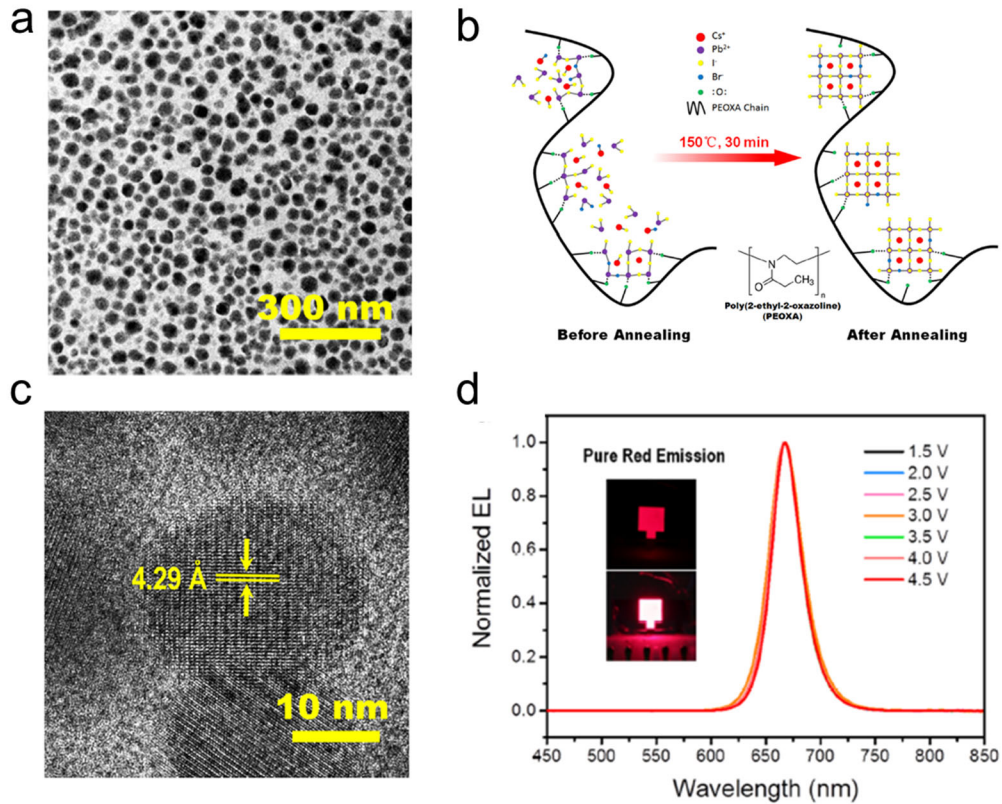 a
300 nm
b
Cs⁺
Pb²⁺
I⁻
Br⁻
:O:
PEOXA Chain
150℃, 30 min
N
O
CH₃
n
Poly(2-ethyl-2-oxazoline)
(PEOXA)
Before Annealing
After Annealing
c
4.29 Å
10 nm
d
Pure Red Emission
1.5 V
2.0 V
2.5 V
3.0 V
3.5 V
4.0 V
4.5 V
Normalized EL
1.0
0.8
0.6
0.4
0.2
0.0
450 500 550 600 650 700 750 800 850
Wavelength (nm)